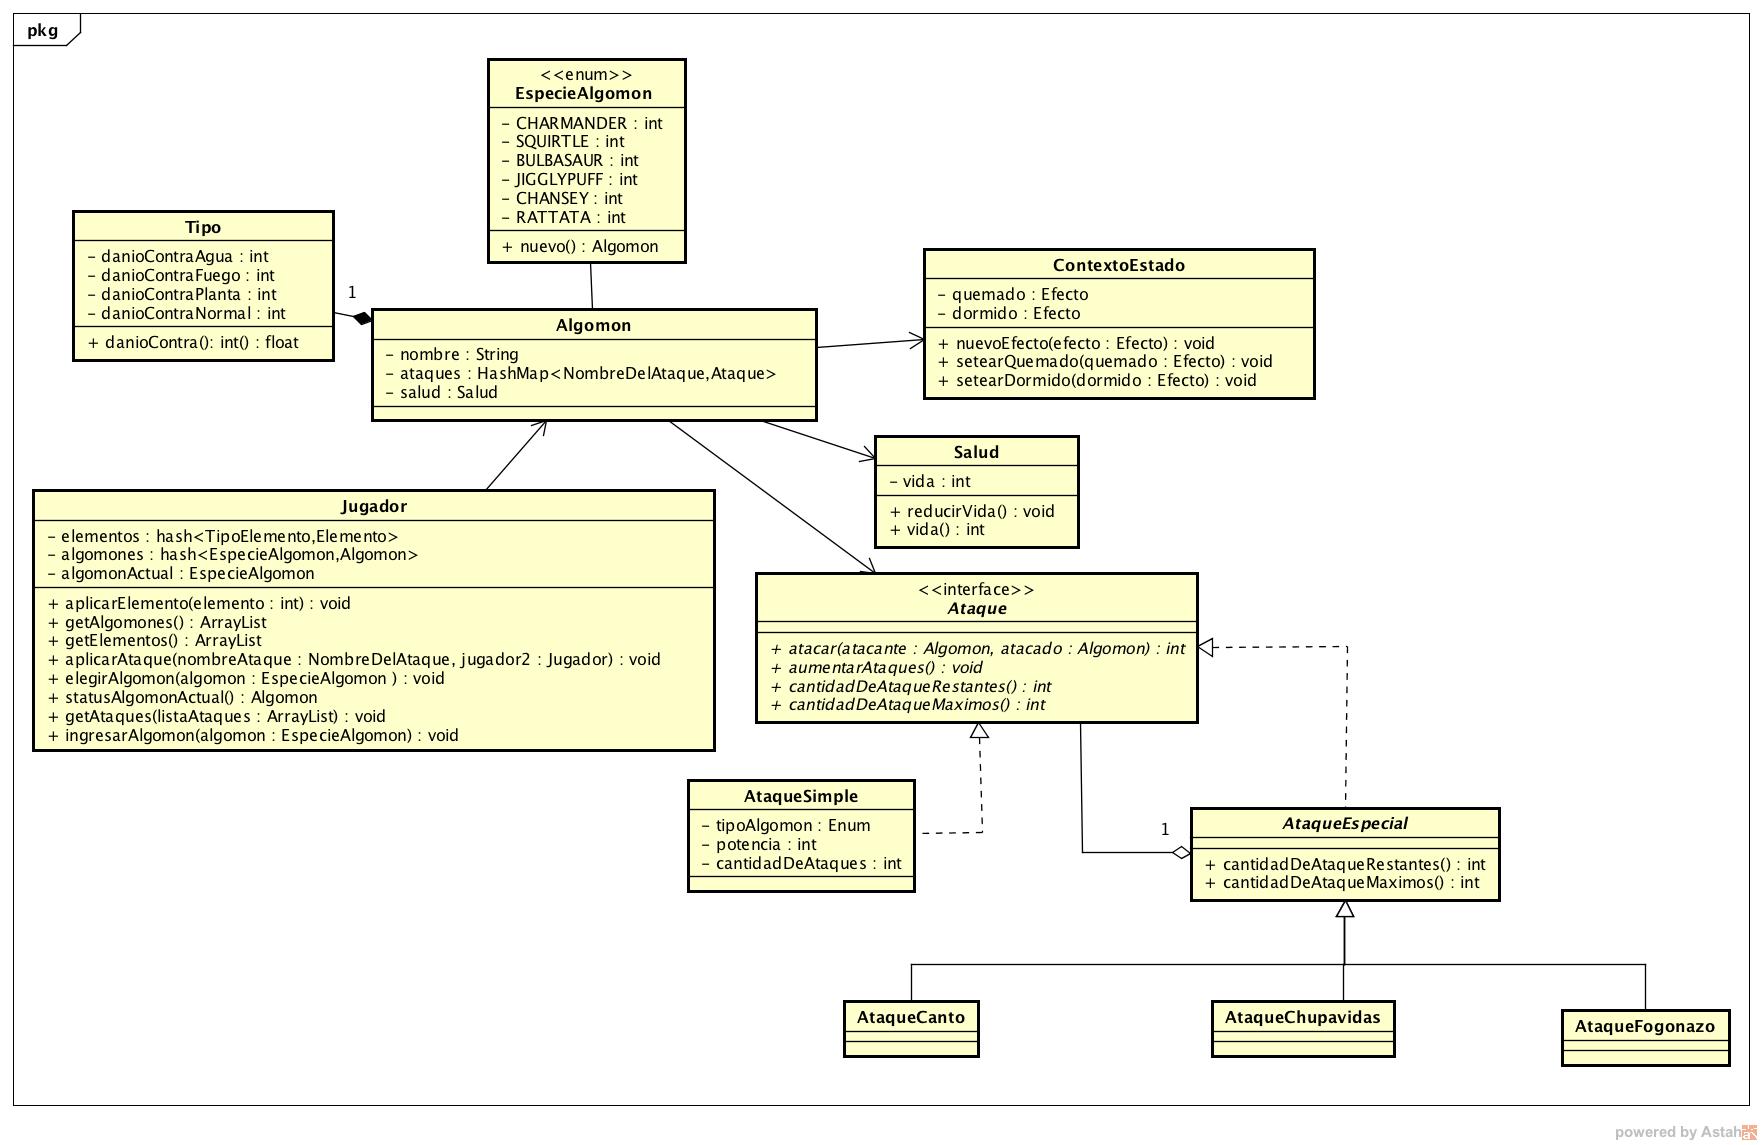 pkg
<<enum>>
EspecieAlgomon
- CHARMANDER : int
- SQUIRTLE : int
- BULBASAUR : int
- JIGGLYPUFF : int
- CHANSEY : int
- RATTATA : int
+ nuevo() : Algomon
Tipo
- danioContraAgua : int
- danioContraFuego : int
- danioContraPlanta : int
- danioContraNormal : int
+ danioContra(): int() : float
1
Algomon
- nombre : String
- ataques : HashMap<NombreDelAtaque,Ataque>
- salud : Salud
ContextoEstado
- quemado : Efecto
- dormido : Efecto
+ nuevoEfecto(efecto : Efecto) : void
+ setearQuemado(quemado : Efecto) : void
+ setearDormido(dormido : Efecto) : void
Salud
- vida : int
+ reducirVida() : void
+ vida() : int
Jugador
- elementos : hash<TipoElemento,Elemento>
- algomones : hash<EspecieAlgomon,Algomon>
- algomonActual : EspecieAlgomon
+ aplicarElemento(elemento : int) : void
+ getAlgomones() : ArrayList
+ getElementos() : ArrayList
+ aplicarAtaque(nombreAtaque : NombreDelAtaque, jugador2 : Jugador) : void
+ elegirAlgomon(algomon : EspecieAlgomon ) : void
+ statusAlgomonActual() : Algomon
+ getAtaques(listaAtaques : ArrayList) : void
+ ingresarAlgomon(algomon : EspecieAlgomon) : void
<<interface>>
Ataque
+ atacar(atacante : Algomon, atacado : Algomon) : int
+ aumentarAtaques() : void
+ cantidadDeAtaqueRestantes() : int
+ cantidadDeAtaqueMaximos() : int
AtaqueSimple
- tipoAlgomon : Enum
- potencia : int
- cantidadDeAtaques : int
1
AtaqueEspecial
+ cantidadDeAtaqueRestantes() : int
+ cantidadDeAtaqueMaximos() : int
AtaqueCanto
AtaqueChupavidas
AtaqueFogonazo
powered by Astah